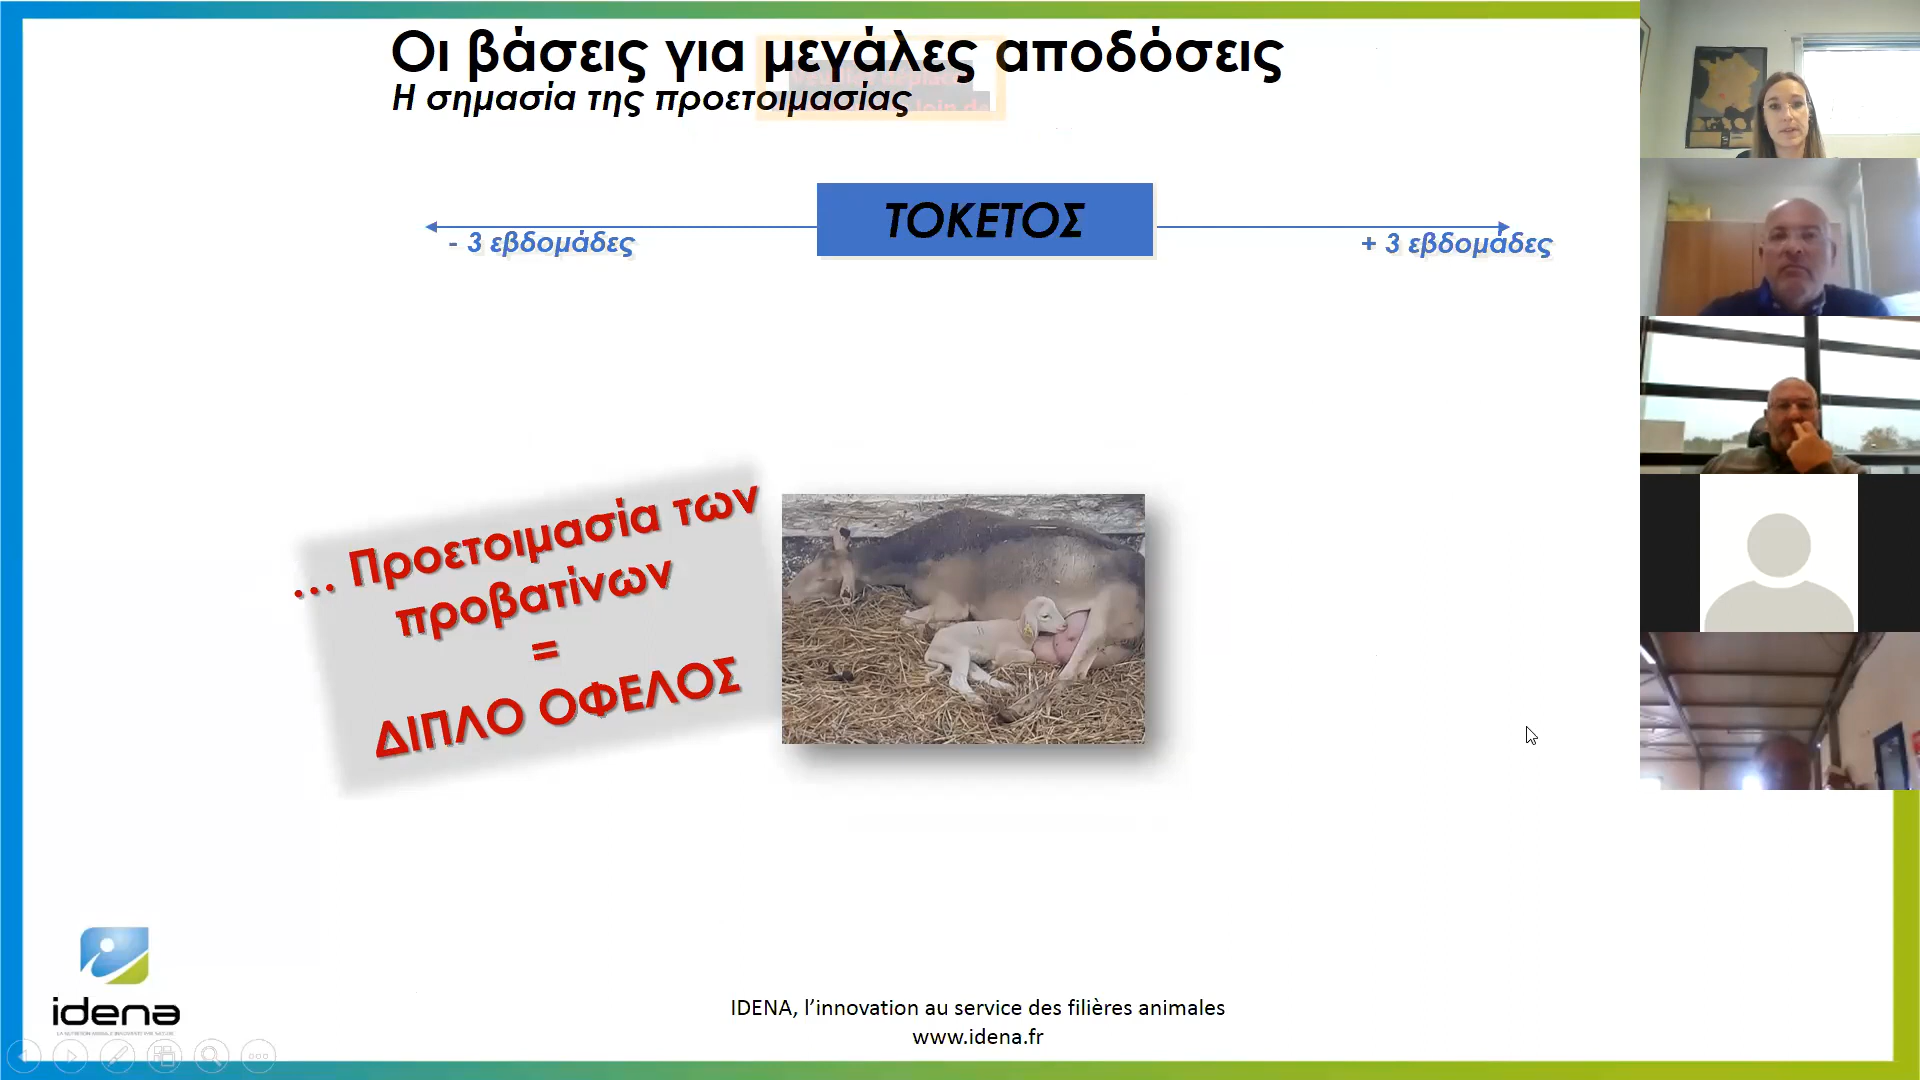 Οι βάσεις για μεγάλες αποδόσεις
Η σημασία της προετοιμασίας
ΤΟΚΕΤΟΣ
- 3 εβδομάδες
+ 3 εβδομάδες
... Προετοιμασία των
προβατίνων
=
ΔΙΠΛΟ ΟΦΕΛΟΣ
idena
IDENA, l’innovation au service des filières animales
www.idena.fr